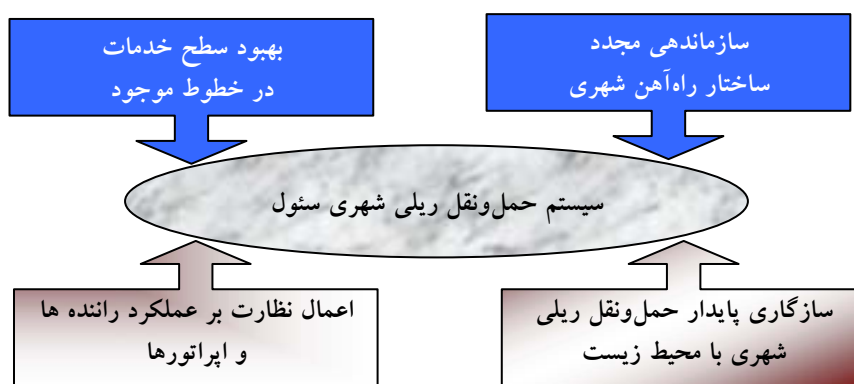 سازماندهی مجدد
ساختار راه‌آهن شهری
بهبود سطح خدمات
در خطوط موجود
سیستم حمل‌ونقل ریلی شهری سئول
سازگاری پایدار حمل‌ونقل ریلی
شهری با محیط زیست
اعمال نظارت بر عملکرد راننده ها
و اپراتورها